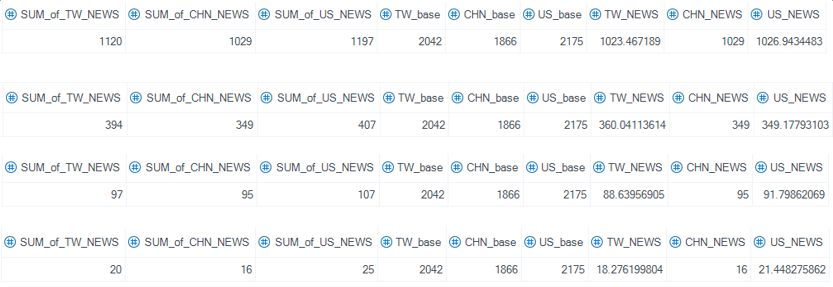 SUM_of_TW_NEWS SUM_of_CHN_NEWS SUM_of_US_NEWS TW_base CHN_base US_base TW_NEWS CHN_NEWS US_NEWS
1120 1029 1197 2042 1866 2175 1023.467189 1029 1026.9434483
SUM_of_TW_NEWS SUM_of_CHN_NEWS SUM_of_US_NEWS TW_base CHN_base US_base TW_NEWS CHN_NEWS US_NEWS
394 349 407 2042 1866 2175 360.04113614 349 349.17793103
SUM_of_TW_NEWS SUM_of_CHN_NEWS SUM_of_US_NEWS TW_base CHN_base US_base TW_NEWS CHN_NEWS US_NEWS
97 95 107 2042 1866 2175 88.63956905 95 91.79862069
SUM_of_TW_NEWS SUM_of_CHN_NEWS SUM_of_US_NEWS TW_base CHN_base US_base TW_NEWS CHN_NEWS US_NEWS
20 16 25 2042 1866 2175 18.276199804 16 21.448275862